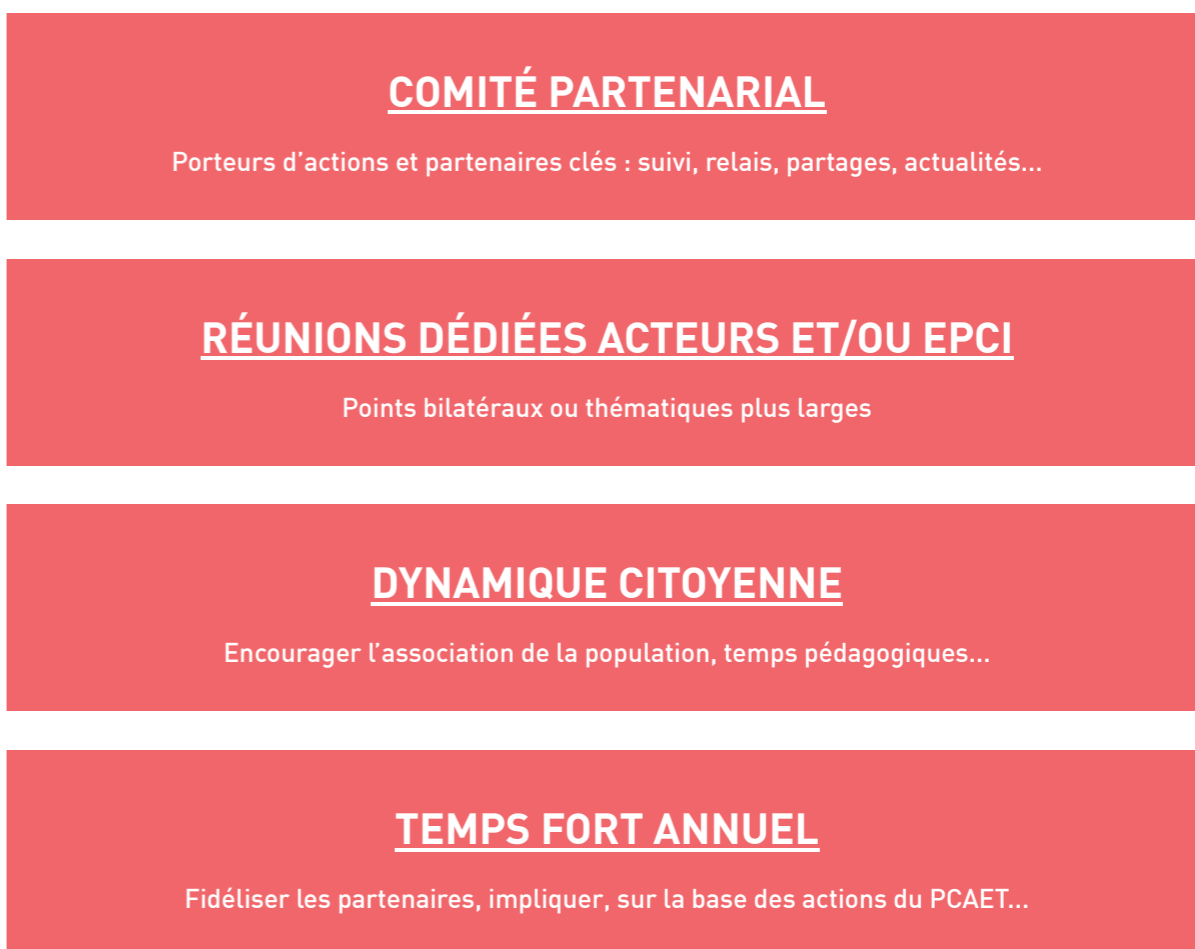 COMITÉ PARTENARIAL
Porteurs d’actions et partenaires clés : suivi, relais, partages, actualités...
RÉUNIONS DÉDIÉES ACTEURS ET/OU EPCI
Points bilatéraux ou thématiques plus larges
DYNAMIQUE CITOYENNE
Encourager l’association de la population, temps pédagogiques...
TEMPS FORT ANNUEL
Fidéliser les partenaires, impliquer, sur la base des actions du PCAET...